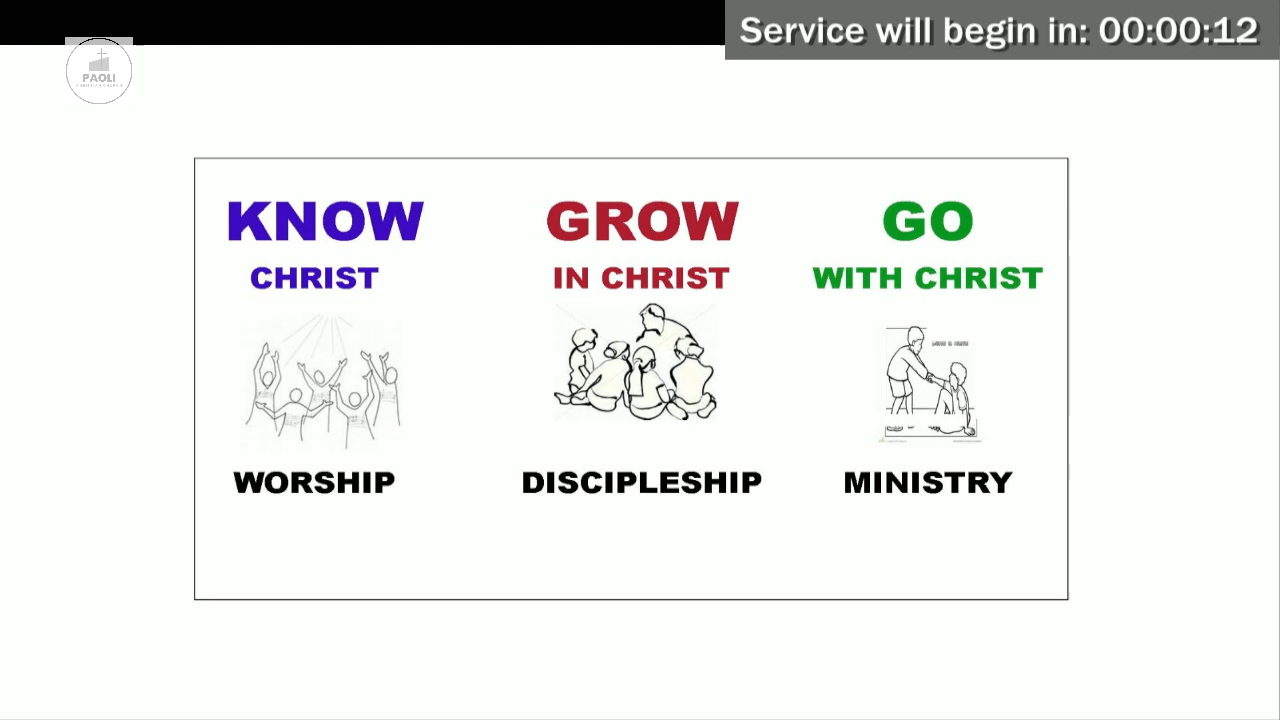 Service will begin in: 00:00:12
PAOLI
KNOW
CHRIST
WORSHIP
GROW
IN CHRIST
DISCIPLESHIP
GO
WITH CHRIST
MINISTRY